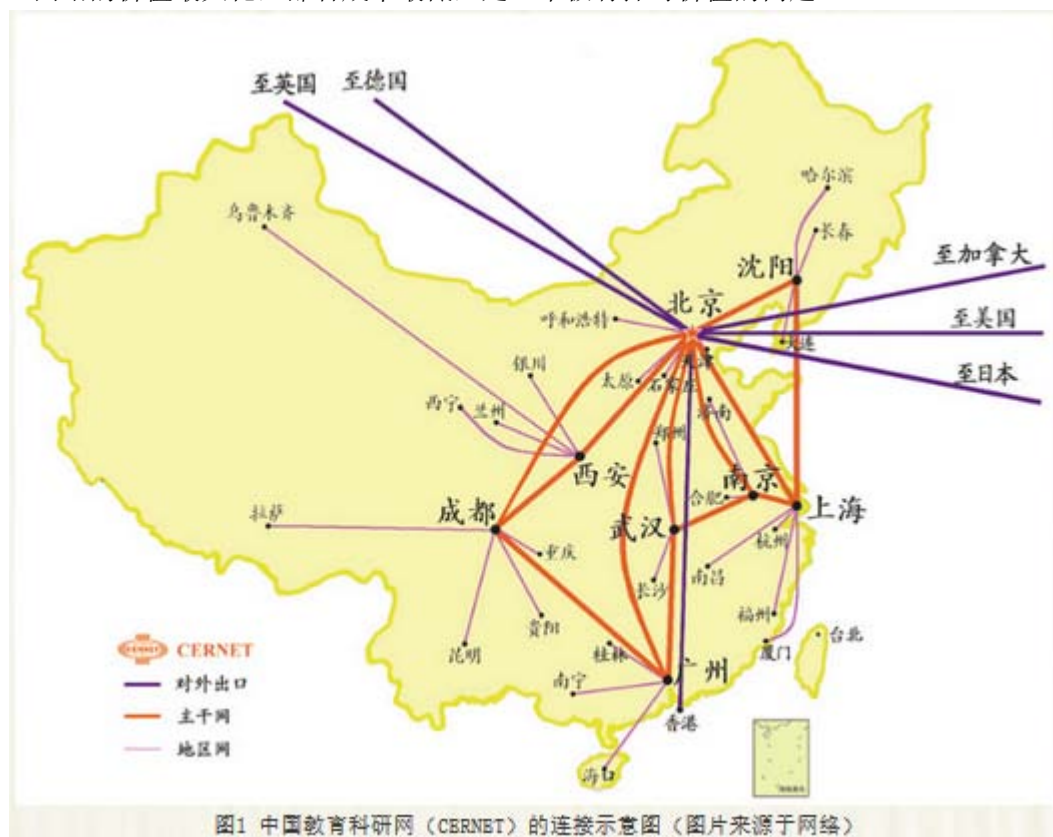 至英国
至德国
哈尔滨
乌鲁木齐
长春
沈阳
至加拿大
北京
呼和浩特
至美国
大连
天津
银川
太原
石家庄
至日本
西宁
兰州
济南
郑州
西安
南京
合肥
上海
成都
武汉
拉萨
杭州
重庆
南昌
长沙
贵阳
福州
昆明
桂林
厦门
台北
CERNET
CERNET
南宁
广州
对外出口
香港
主干网
地区网
海口
图1 中国教育科研网（CERNET）的连接示意图（图片来源于网络）